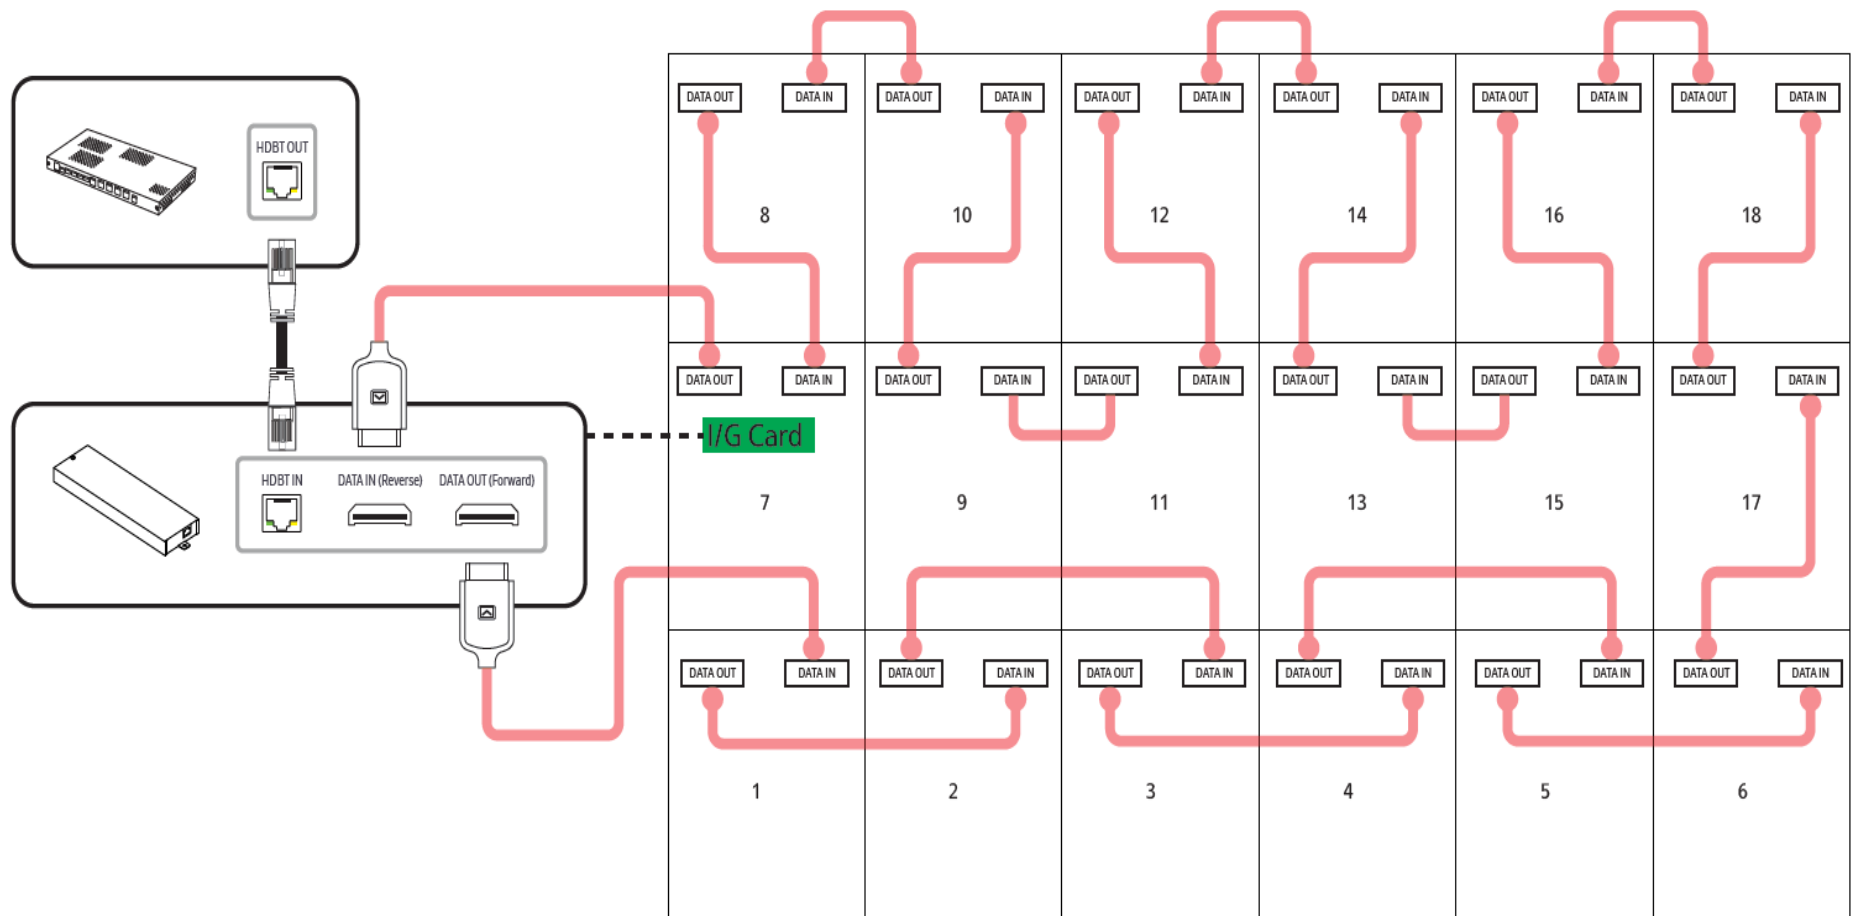 HDBT OUT
HDBT IN
DATA IN (Reverse)
DATA OUT (Forward)
I/G Card
DATA OUT
DATA IN
DATA OUT
DATA IN
DATA OUT
DATA IN
DATA OUT
DATA IN
DATA OUT
DATA IN
DATA OUT
DATA IN
8
10
12
14
16
18
DATA OUT
DATA IN
DATA OUT
DATA IN
DATA OUT
DATA IN
DATA OUT
DATA IN
DATA OUT
DATA IN
DATA OUT
DATA IN
7
9
11
13
15
17
DATA OUT
DATA IN
DATA OUT
DATA IN
DATA OUT
DATA IN
DATA OUT
DATA IN
DATA OUT
DATA IN
DATA OUT
DATA IN
1
2
3
4
5
6